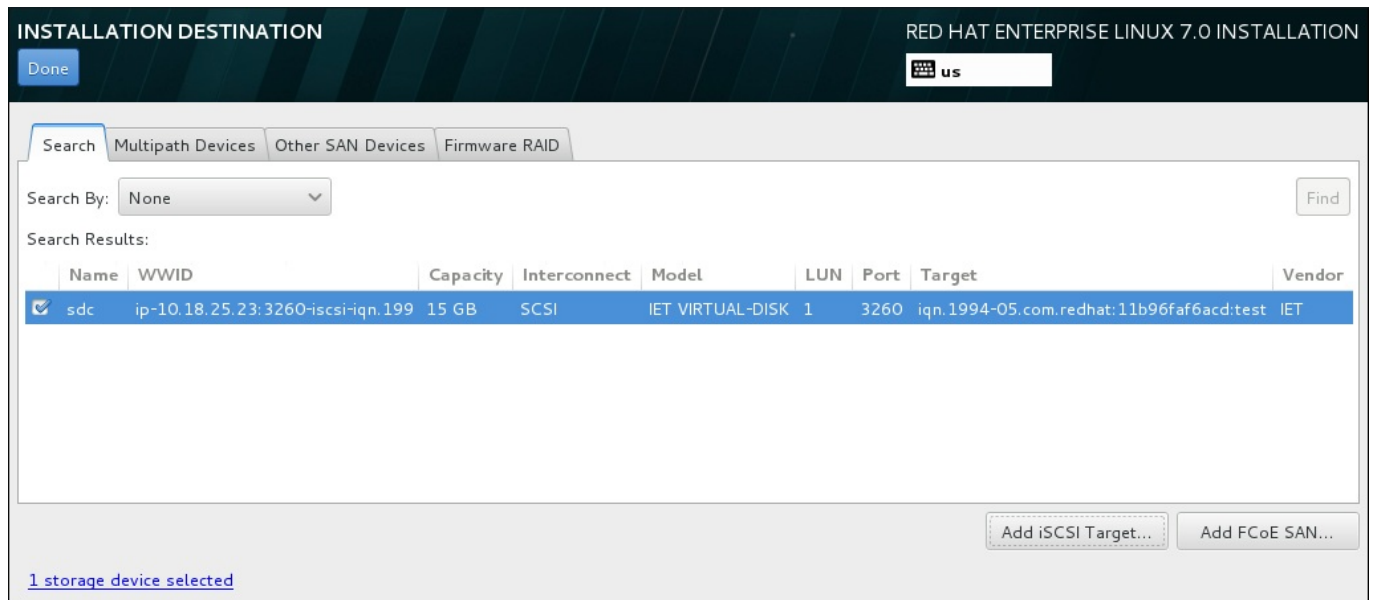 INSTALLATION DESTINATION
RED HAT ENTERPRISE LINUX 7.0 INSTALLATION
Done
us
Search Multipath Devices Other SAN Devices Firmware RAID
Search By: None Find
Search Results:
Name WWID Capacity Interconnect Model LUN Port Target Vendor
sdc ip-10.18.25.23:3260-iscsi-iqn.199 15 GB SCSI IET VIRTUAL-DISK 1 3260 iqn.1994-05.com.redhat:11b96faf6acd:test IET
Add iSCSI Target... Add FCoE SAN...
1 storage device selected